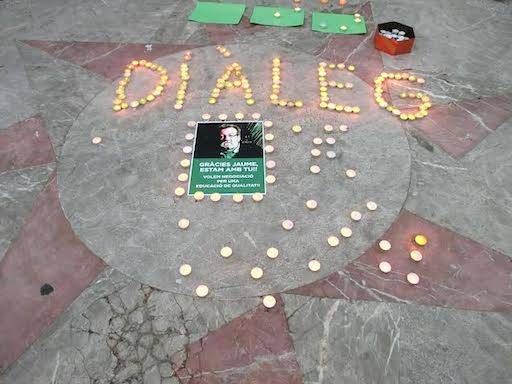 DIÀLEG
GRÀCIES JAUME,
ESTAM AMB TU!!
VOLEM NEGOCIACIÓ
PER UNA
EDUCACIÓ DE QUALITAT!!